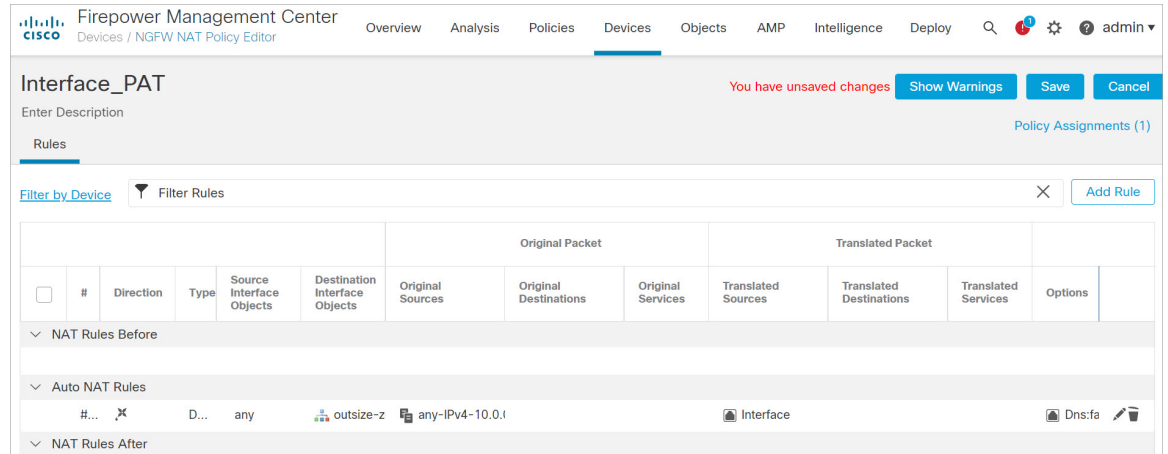 CISCO
Firepower Management Center
Devices / NGFW NAT Policy Editor
Overview Analysis Policies Devices Objects AMP Intelligence Deploy 1 admin
Interface_PAT
You have unsaved changes Show Warnings Save Cancel
Enter Description
Policy Assignments (1)
Rules
Filter by Device Filter Rules Add Rule
Original Packet Translated Packet
# Direction Type Source Interface Objects Destination Interface Objects Original Sources Original Destinations Original Services Translated Sources Translated Destinations Translated Services Options
NAT Rules Before
Auto NAT Rules
#... D... any outsize-z any-IPv4-10.0.( Interface Dns:fa
NAT Rules After